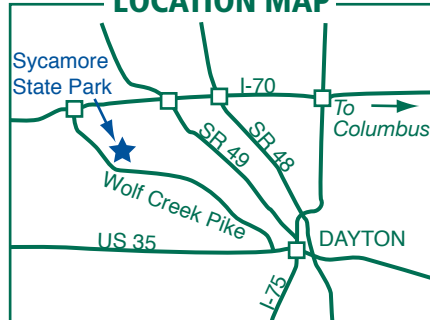 LOCATION MAP
Sycamore
State Park
I-70
To
Columbus
SR 49
SR 48
Wolf Creek Pike
US 35
DAYTON
I-75